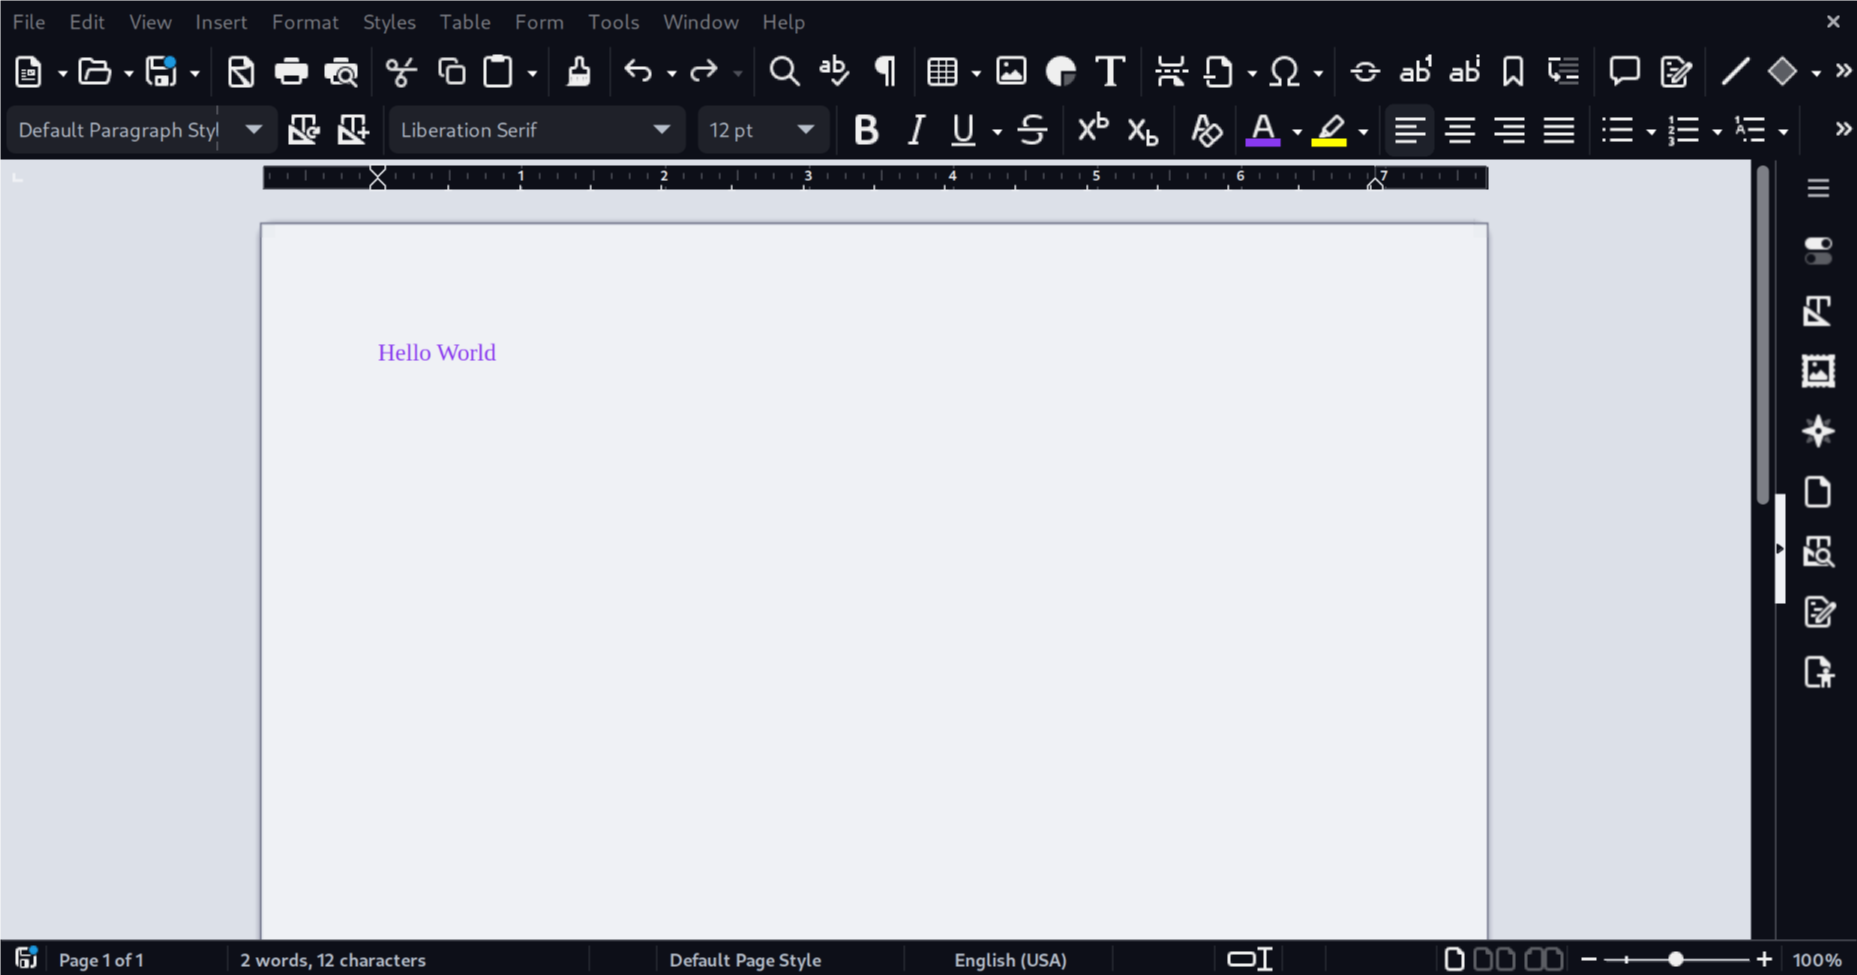 File Edit View Insert Format Styles Table Form Tools Window Help
Default Paragraph Styl Liberation Serif 12 pt
1 2 3 4 5 6 7
Hello World
Page 1 of 1 2 words, 12 characters Default Page Style English (USA) 100%